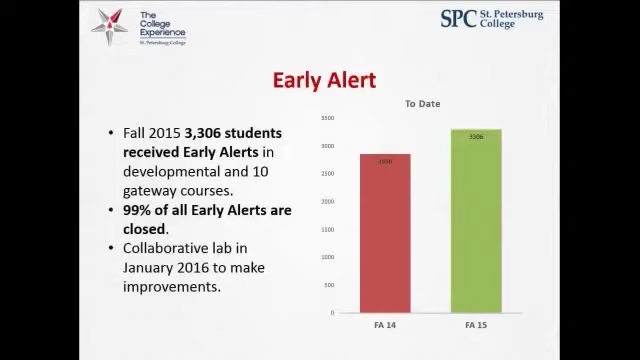 The
College
Experience
St. Petersburg College
SPC St. Petersburg
College
Early Alert
• Fall 2015 3,306 students
received Early Alerts in
developmental and 10
gateway courses.
• 99% of all Early Alerts are
closed.
• Collaborative lab in
January 2016 to make
improvements.
To Date
3500
3000
2500
2000
1500
1000
500
0
3306
FA 14
FA 15